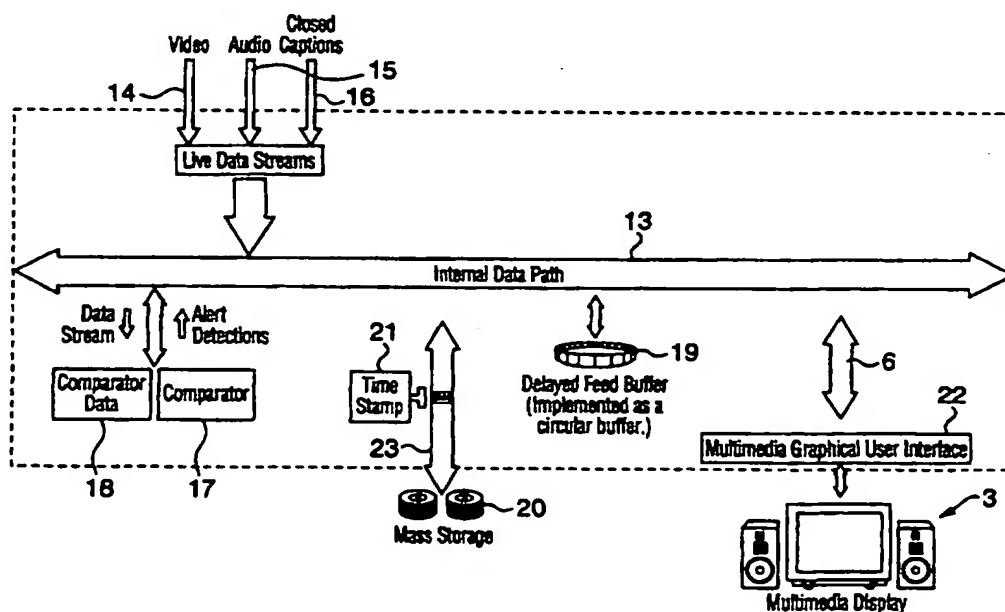 Video
Audio
Closed
Captions
14
15
16
Live Data Streams
13
Internal Data Path
Data
Stream
Alert
Detections
21
Time
Stamp
19
Delayed Feed Buffer
(Implemented as a
circular buffer.)
6
22
Comparator
Data
Comparator
23
Multimedia Graphical User Interface
18
17
20
Mass Storage
3
Multimedia Display